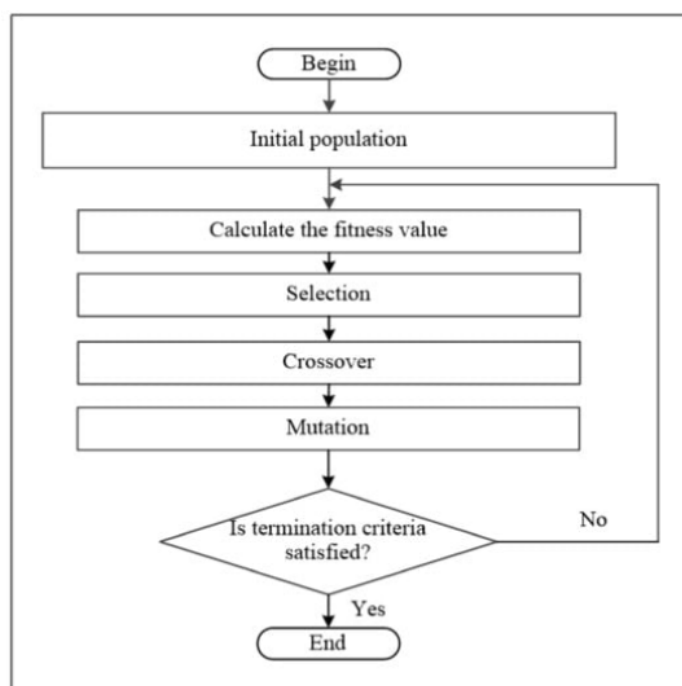 Begin
Initial population
Calculate the fitness value
Selection
Crossover
Mutation
Is termination criteria
satisfied?
No
Yes
End